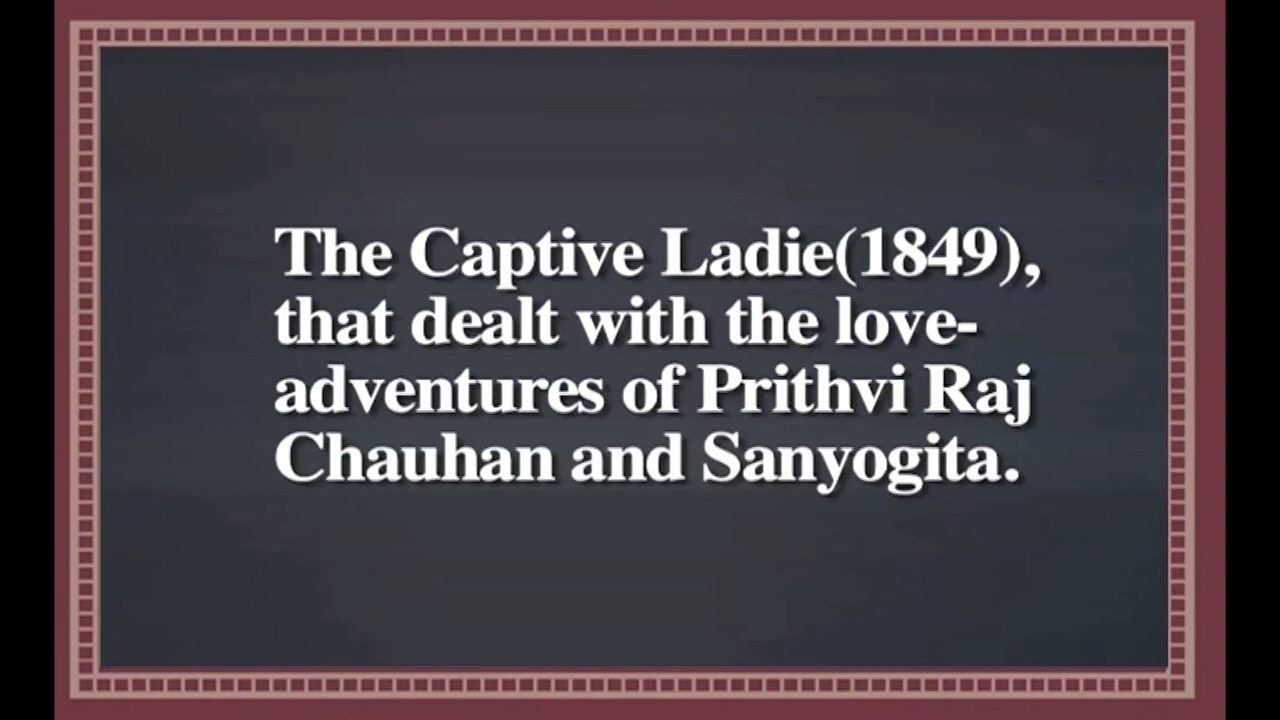 The Captive Ladie(1849),
that dealt with the love-
adventures of Prithvi Raj
Chauhan and Sanyogita.